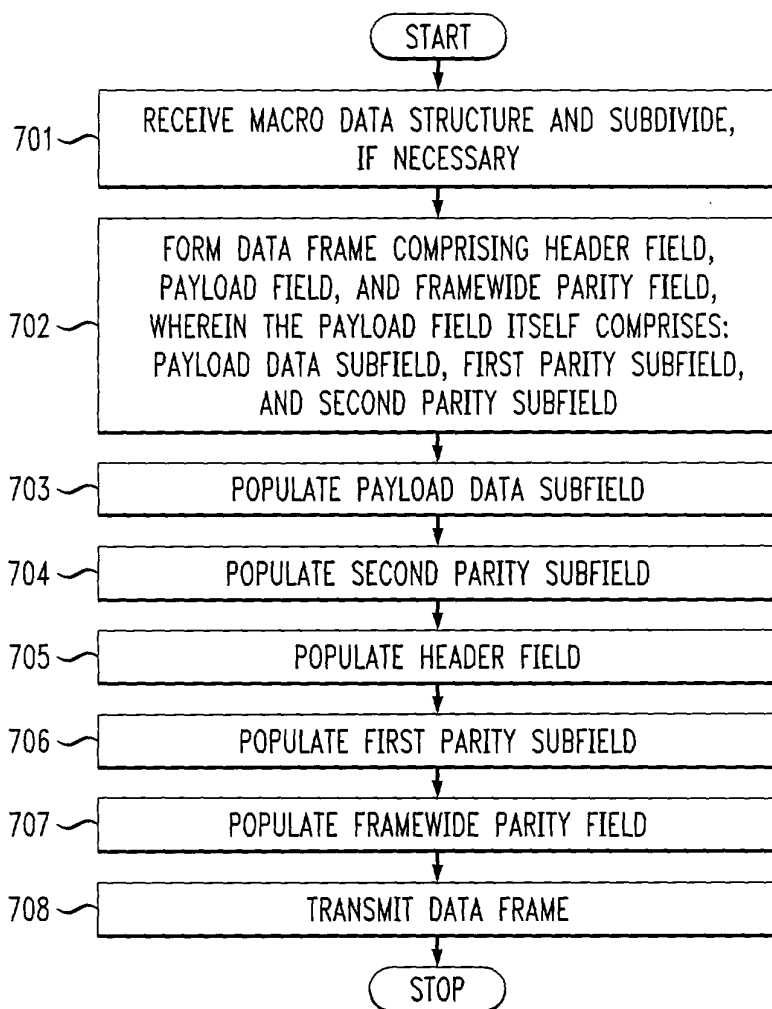 START
701
RECEIVE MACRO DATA STRUCTURE AND SUBDIVIDE,
IF NECESSARY
702
FORM DATA FRAME COMPRISING HEADER FIELD,
PAYLOAD FIELD, AND FRAMEWIDE PARITY FIELD,
WHEREIN THE PAYLOAD FIELD ITSELF COMPRISES:
PAYLOAD DATA SUBFIELD, FIRST PARITY SUBFIELD,
AND SECOND PARITY SUBFIELD
703
POPULATE PAYLOAD DATA SUBFIELD
704
POPULATE SECOND PARITY SUBFIELD
705
POPULATE HEADER FIELD
706
POPULATE FIRST PARITY SUBFIELD
707
POPULATE FRAMEWIDE PARITY FIELD
708
TRANSMIT DATA FRAME
STOP